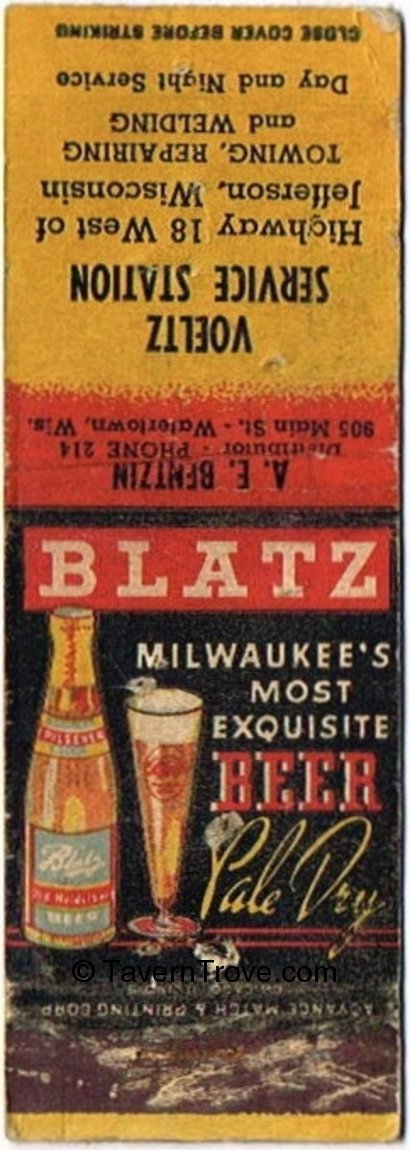 CLOSE COVER BEFORE STRIKING
VOELTZ
SERVICE STATION
Highway 18 West of
Jefferson, Wisconsin
TOWING, REPAIRING
and WELDING
Day and Night Service
A. E. BENTZIN
Distributor - PHONE 214
905 Main St. - Watertown, Wis.
BLATZ
MILWAUKEE'S
MOST
EXQUISITE
BEER
Pale Dry
PILSENER
Blatz
Old Heidelberg
BEER
© TavernTrove.com
ADVANCE MATCH & PRINTING CORP